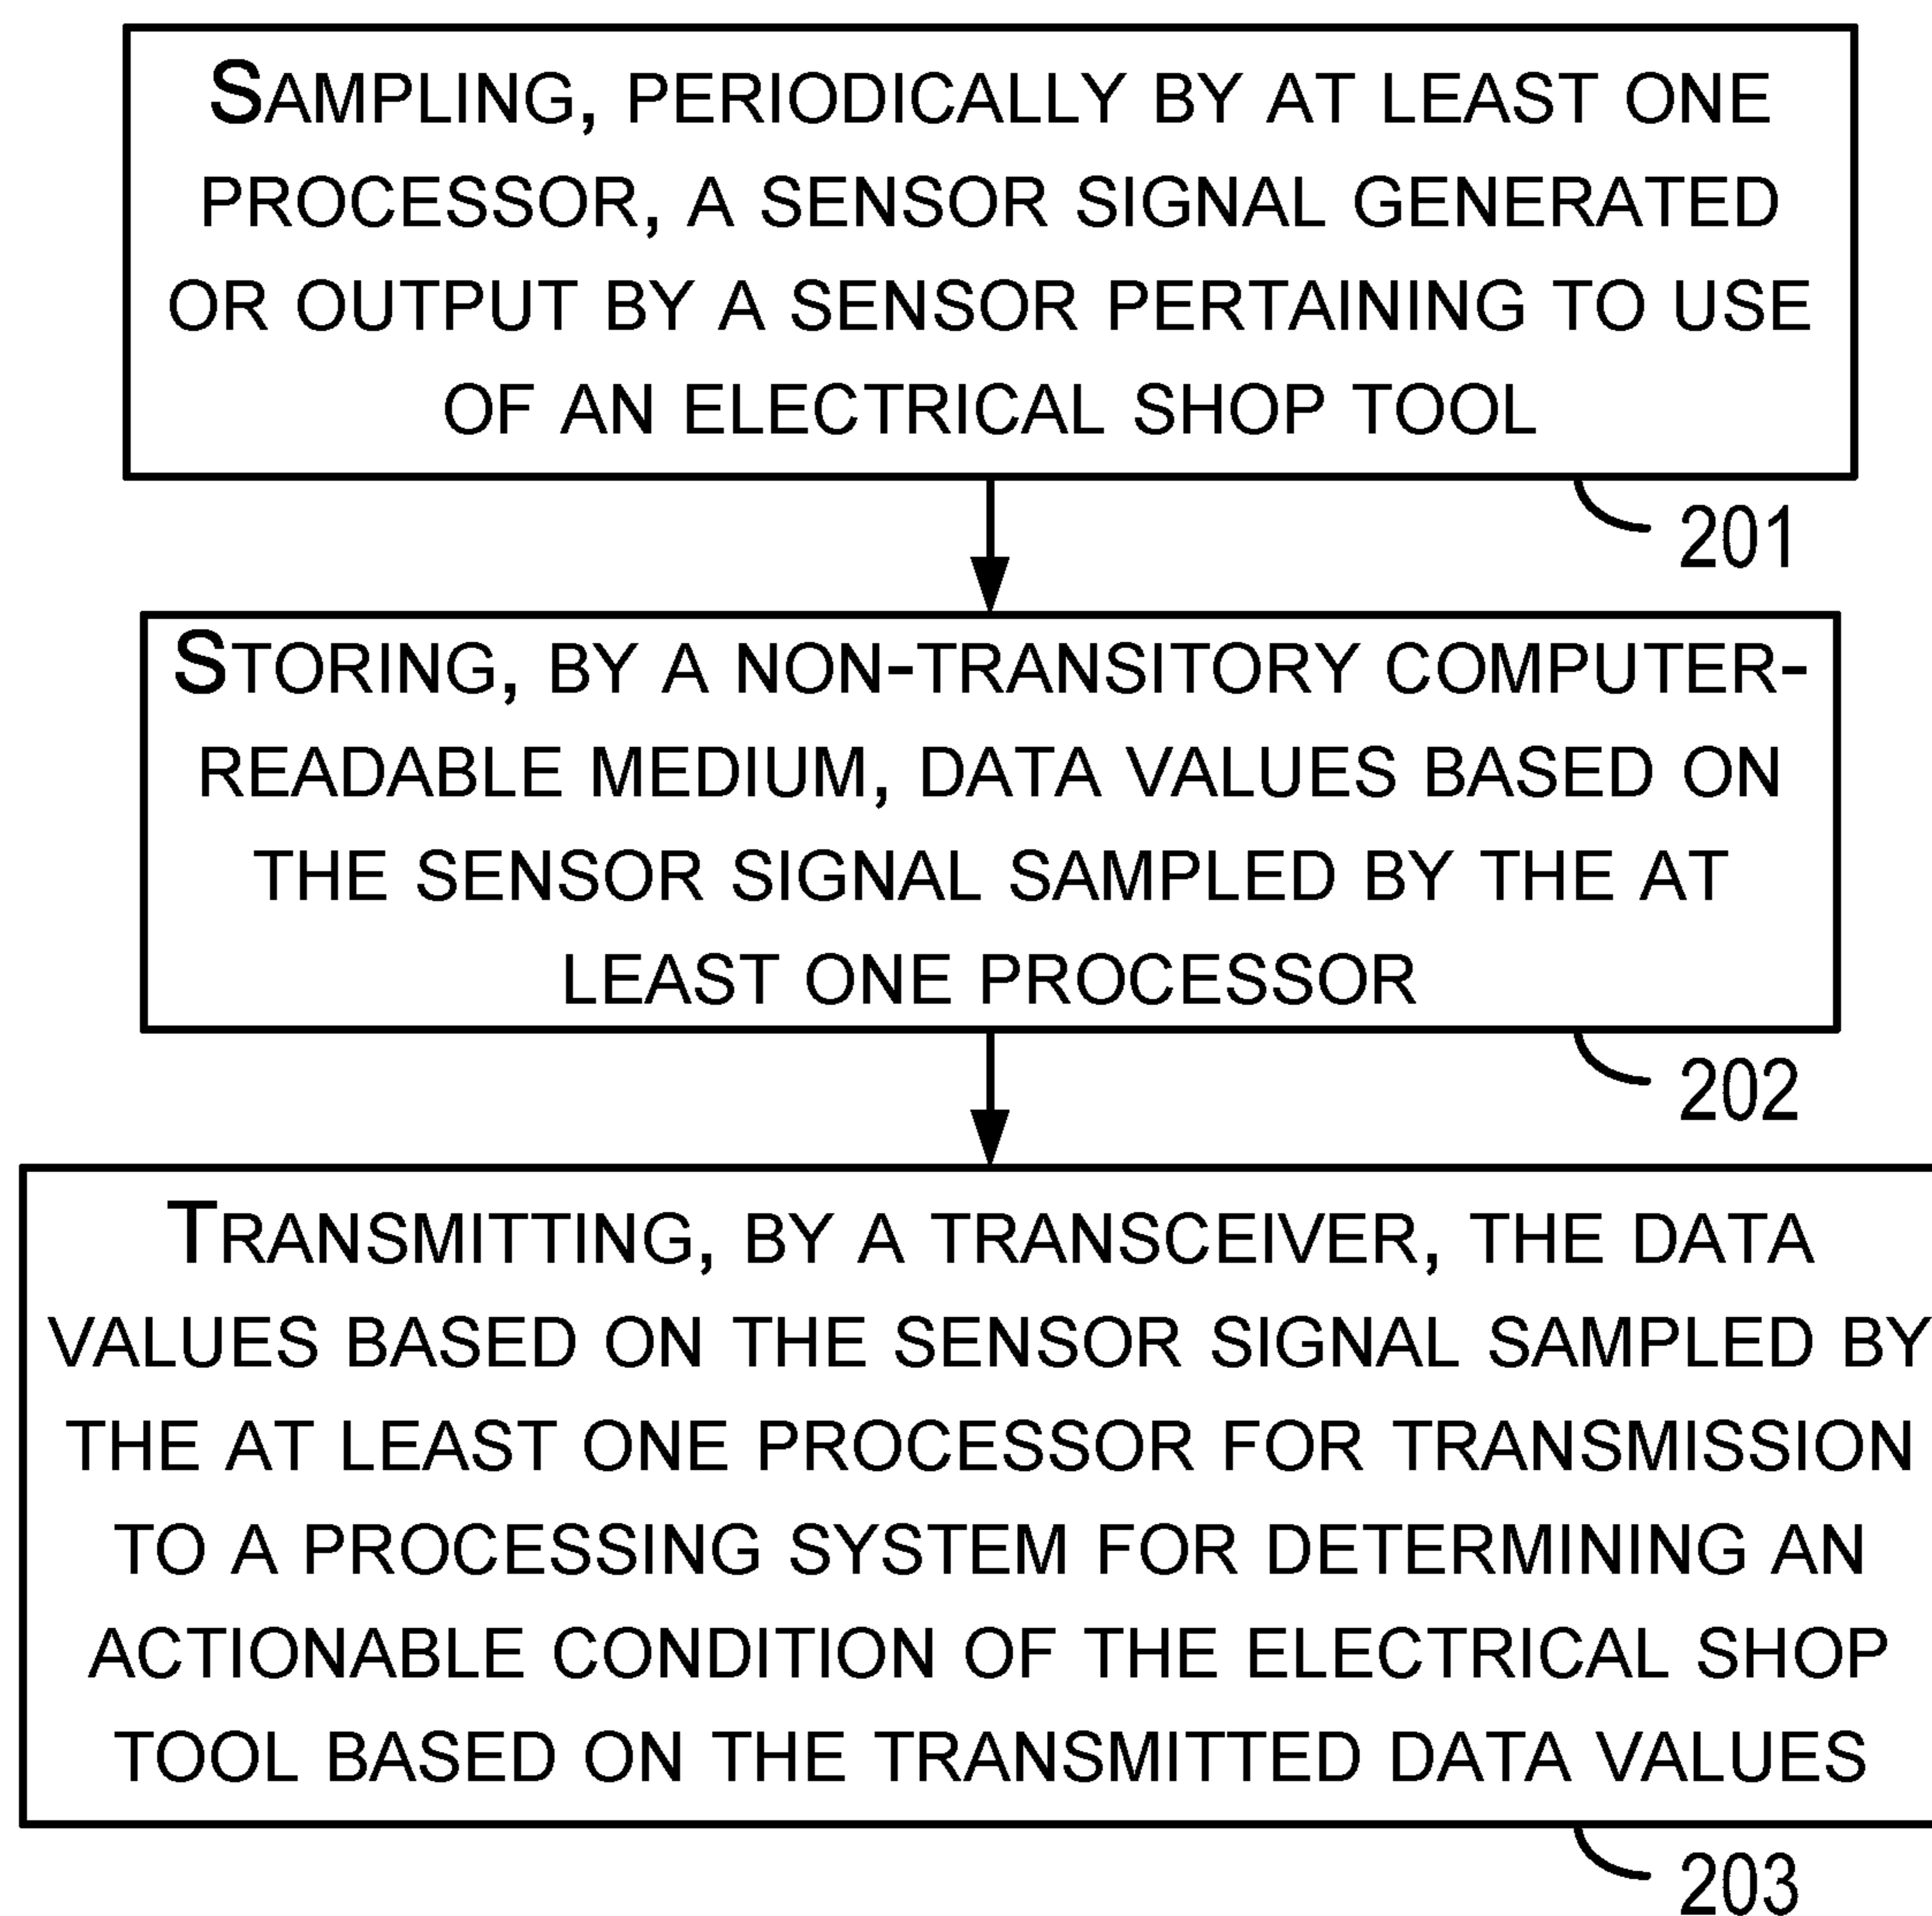 SAMPLING, PERIODICALLY BY AT LEAST ONE
PROCESSOR, A SENSOR SIGNAL GENERATED
OR OUTPUT BY A SENSOR PERTAINING TO USE
OF AN ELECTRICAL SHOP TOOL
201
STORING, BY A NON-TRANSITORY COMPUTER-
READABLE MEDIUM, DATA VALUES BASED ON
THE SENSOR SIGNAL SAMPLED BY THE AT
LEAST ONE PROCESSOR
202
TRANSMITTING, BY A TRANSCEIVER, THE DATA
VALUES BASED ON THE SENSOR SIGNAL SAMPLED BY
THE AT LEAST ONE PROCESSOR FOR TRANSMISSION
TO A PROCESSING SYSTEM FOR DETERMINING AN
ACTIONABLE CONDITION OF THE ELECTRICAL SHOP
TOOL BASED ON THE TRANSMITTED DATA VALUES
203